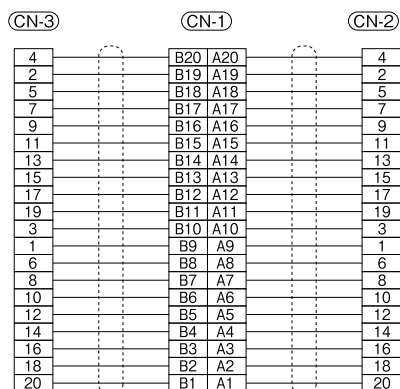 CN-3 CN-1 CN-2
4 B20 A20 4
2 B19 A19 2
5 B18 A18 5
7 B17 A17 7
9 B16 A16 9
11 B15 A15 11
13 B14 A14 13
15 B13 A13 15
17 B12 A12 17
19 B11 A11 19
3 B10 A10 3
1 B9 A9 1
6 B8 A8 6
8 B7 A7 8
10 B6 A6 10
12 B5 A5 12
14 B4 A4 14
16 B3 A3 16
18 B2 A2 18
20 B1 A1 20